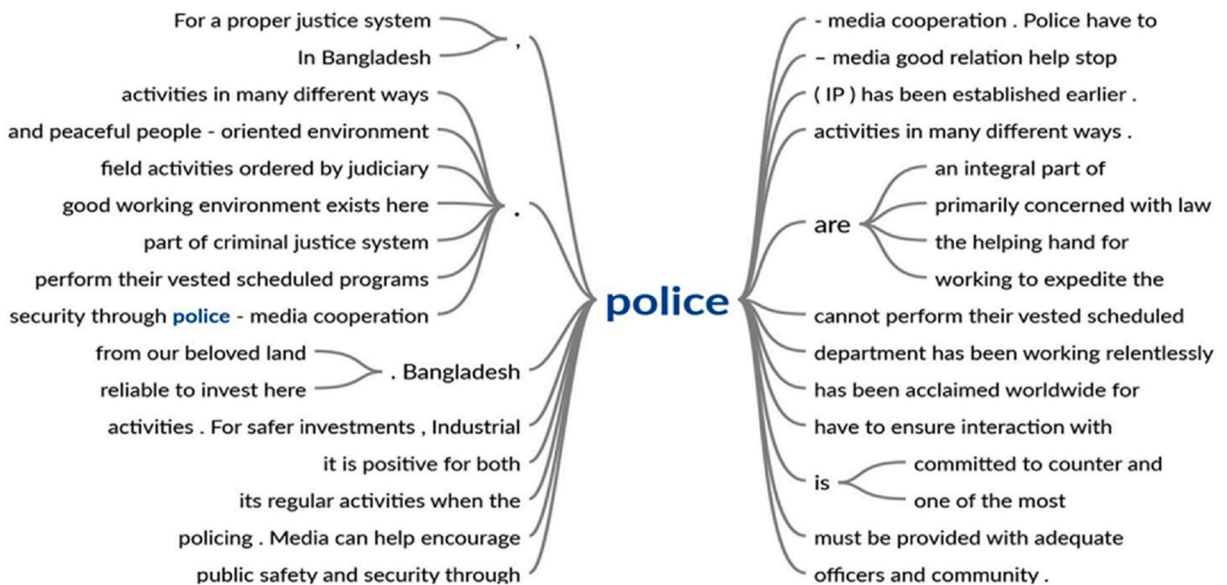 For a proper justice system
In Bangladesh
,
activities in many different ways
and peaceful people - oriented environment
field activities ordered by judiciary
good working environment exists here
part of criminal justice system
perform their vested scheduled programs
security through police - media cooperation
.
from our beloved land
reliable to invest here
. Bangladesh
activities . For safer investments , Industrial
it is positive for both
its regular activities when the
policing . Media can help encourage
public safety and security through
police
- media cooperation . Police have to
– media good relation help stop
( IP ) has been established earlier .
activities in many different ways .
are
an integral part of
primarily concerned with law
the helping hand for
working to expedite the
cannot perform their vested scheduled
department has been working relentlessly
has been acclaimed worldwide for
have to ensure interaction with
is
committed to counter and
one of the most
must be provided with adequate
officers and community .